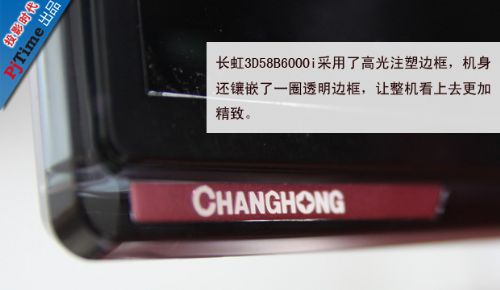 投影时代
PjTime出品
长虹3D58B6000i采用了高光注塑边框，机身
还镶嵌了一圈透明边框，让整机看上去更加
精致。
CHANGHONG